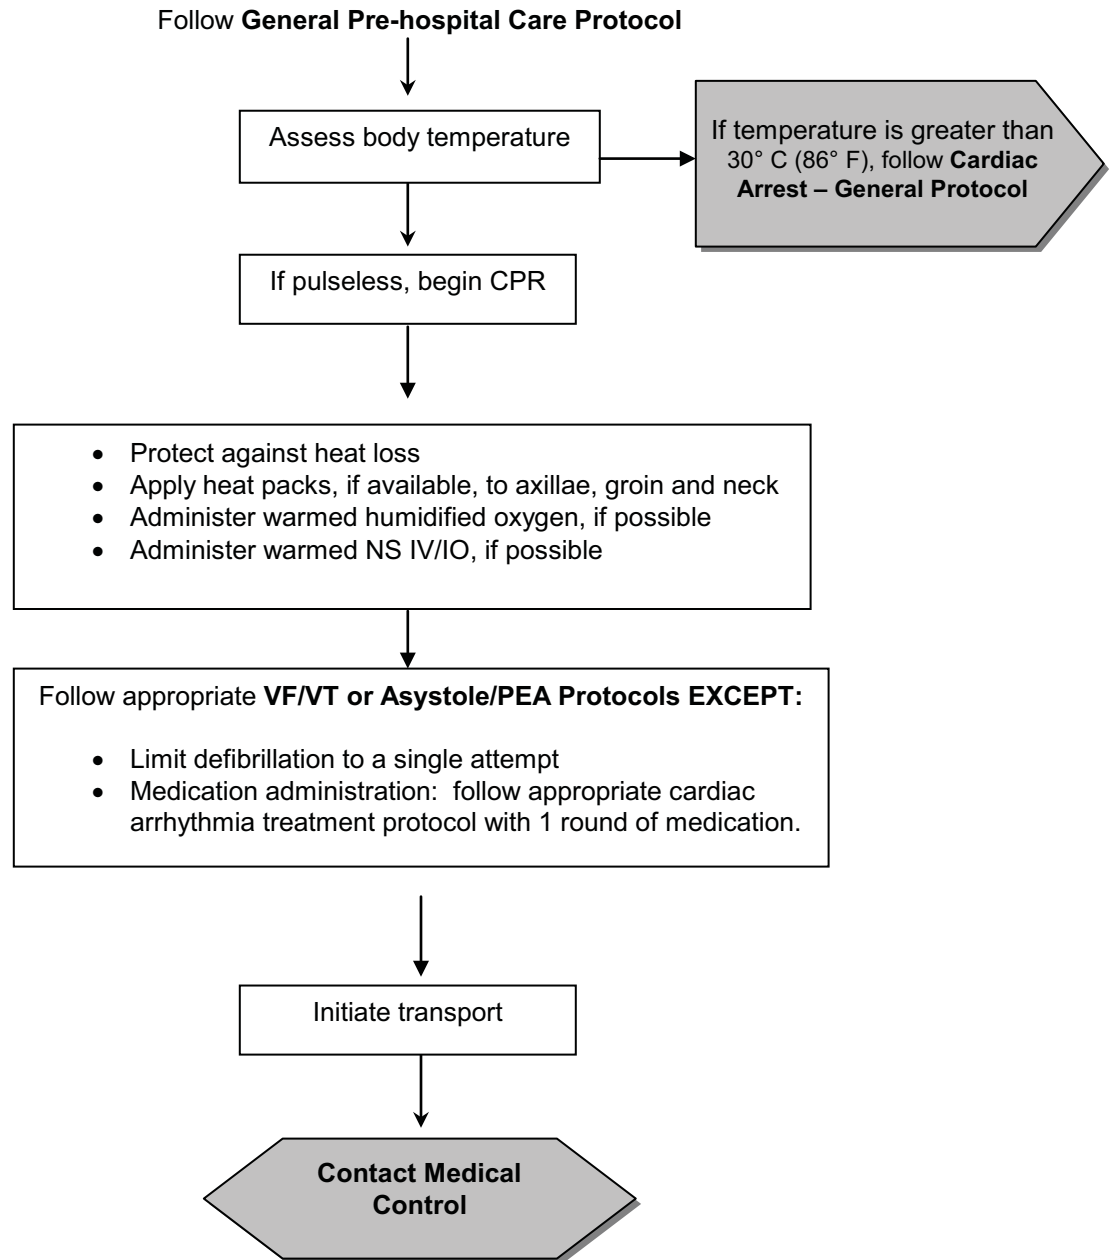 Follow General Pre-hospital Care Protocol
Assess body temperature
If temperature is greater than
30° C (86° F), follow Cardiac
Arrest – General Protocol
If pulseless, begin CPR
• Protect against heat loss
• Apply heat packs, if available, to axillae, groin and neck
• Administer warmed humidified oxygen, if possible
• Administer warmed NS IV/IO, if possible
Follow appropriate VF/VT or Asystole/PEA Protocols EXCEPT:
• Limit defibrillation to a single attempt
• Medication administration: follow appropriate cardiac
arrhythmia treatment protocol with 1 round of medication.
Initiate transport
Contact Medical
Control